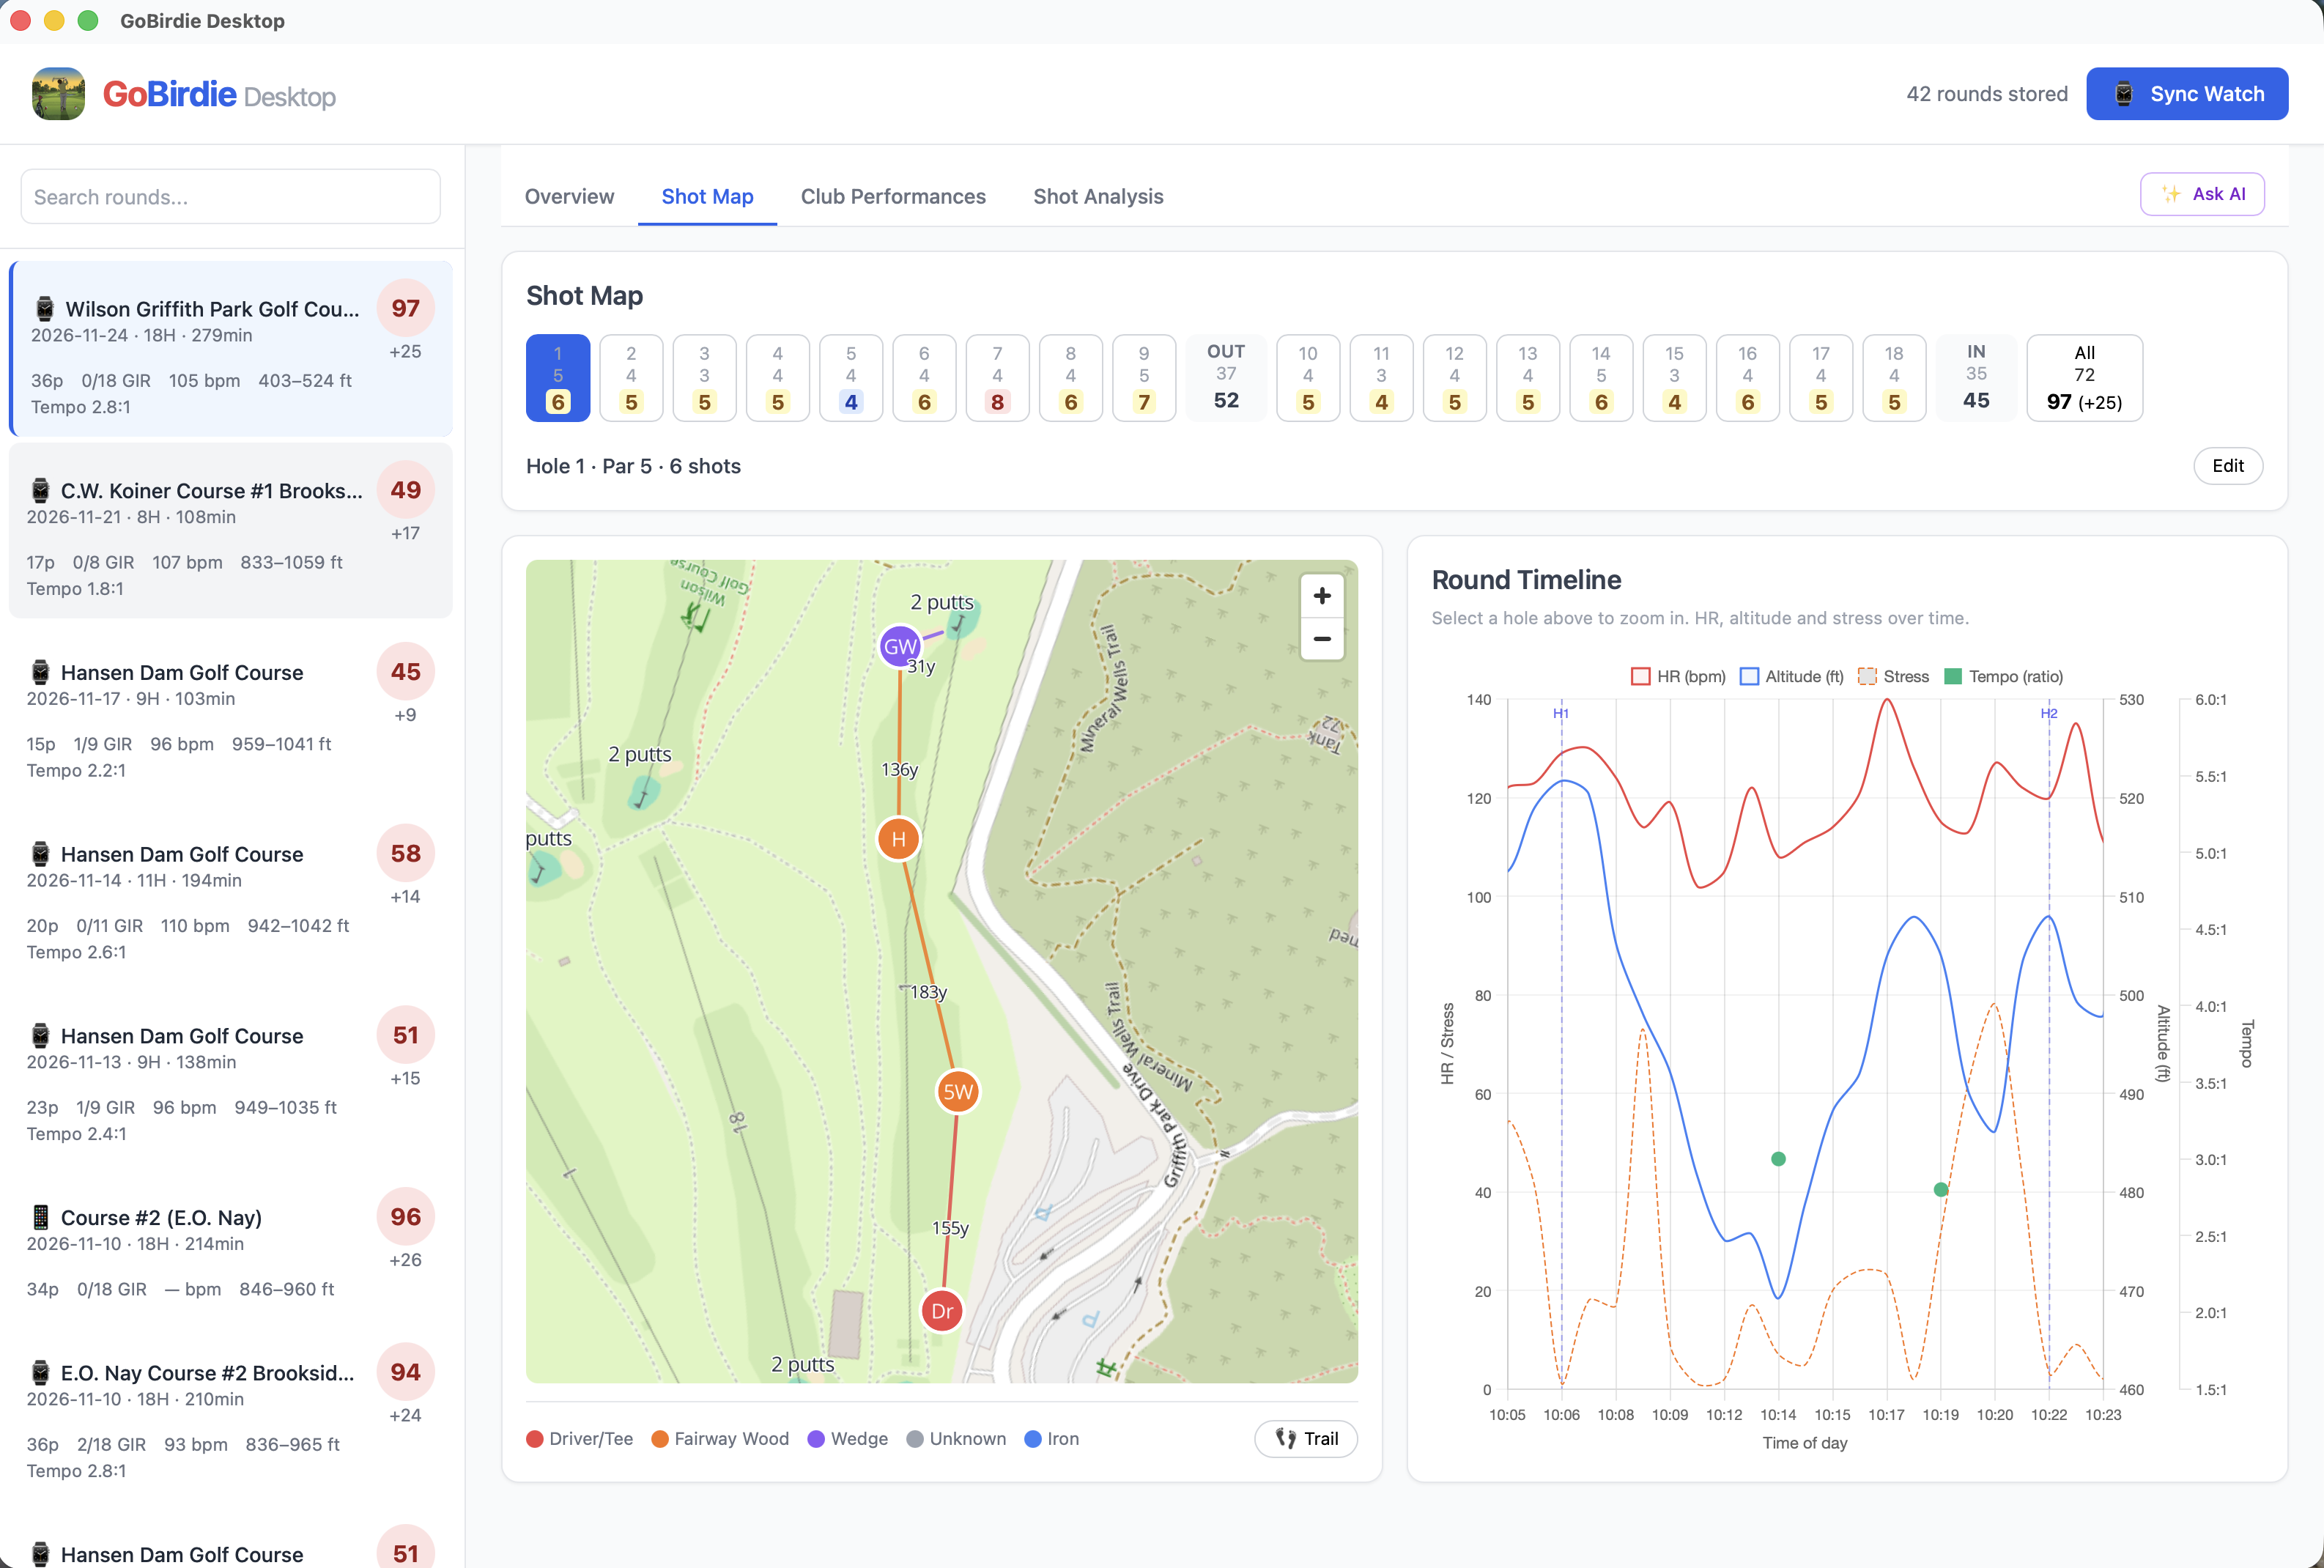 GoBirdie Desktop
GoBirdie Desktop
42 rounds stored
Sync Watch
Search rounds...
Wilson Griffith Park Golf Cou...
97
2026-11-24 · 18H · 279min
+25
36p 0/18 GIR 105 bpm 403–524 ft
Tempo 2.8:1
C.W. Koiner Course #1 Brooks...
49
2026-11-21 · 8H · 108min
+17
17p 0/8 GIR 107 bpm 833–1059 ft
Tempo 1.8:1
Hansen Dam Golf Course
45
2026-11-17 · 9H · 103min
+9
15p 1/9 GIR 96 bpm 959–1041 ft
Tempo 2.2:1
Hansen Dam Golf Course
58
2026-11-14 · 11H · 194min
+14
20p 0/11 GIR 110 bpm 942–1042 ft
Tempo 2.6:1
Hansen Dam Golf Course
51
2026-11-13 · 9H · 138min
+15
23p 1/9 GIR 96 bpm 949–1035 ft
Tempo 2.4:1
Course #2 (E.O. Nay)
96
2026-11-10 · 18H · 214min
+26
34p 0/18 GIR — bpm 846–960 ft
E.O. Nay Course #2 Brooksid...
94
2026-11-10 · 18H · 210min
+24
36p 2/18 GIR 93 bpm 836–965 ft
Tempo 2.8:1
Hansen Dam Golf Course
51
Overview Shot Map Club Performances Shot Analysis
Ask AI
Shot Map
1 2 3 4 5 6 7 8 9 OUT 10 11 12 13 14 15 16 17 18 IN All
5 4 3 4 4 4 4 4 5 37 4 3 4 4 5 3 4 4 4 35 72
6 5 5 5 4 6 8 6 7 52 5 4 5 5 6 4 6 5 5 45 97 (+25)
Hole 1 · Par 5 · 6 shots
Edit
Wilson
Golf Course
2 putts
GW
31y
+
−
Mineral Wells Trail
Tank
72
2 putts
136y
putts
H
183y
1
Mineral Wells Trail
Mineral Wells Trail
Griffith Park Drive
5W
18
1
155y
Dr
P
P
2 putts
Driver/Tee Fairway Wood Wedge Unknown Iron
Trail
Round Timeline
Select a hole above to zoom in. HR, altitude and stress over time.
HR (bpm) Altitude (ft) Stress Tempo (ratio)
H1 H2
140
120
100
80
60
40
20
0
HR / Stress
530
520
510
500
490
480
470
460
Altitude (ft)
6.0:1
5.5:1
5.0:1
4.5:1
4.0:1
3.5:1
3.0:1
2.5:1
2.0:1
1.5:1
Tempo
10:05 10:06 10:08 10:09 10:12 10:14 10:15 10:17 10:19 10:20 10:22 10:23
Time of day